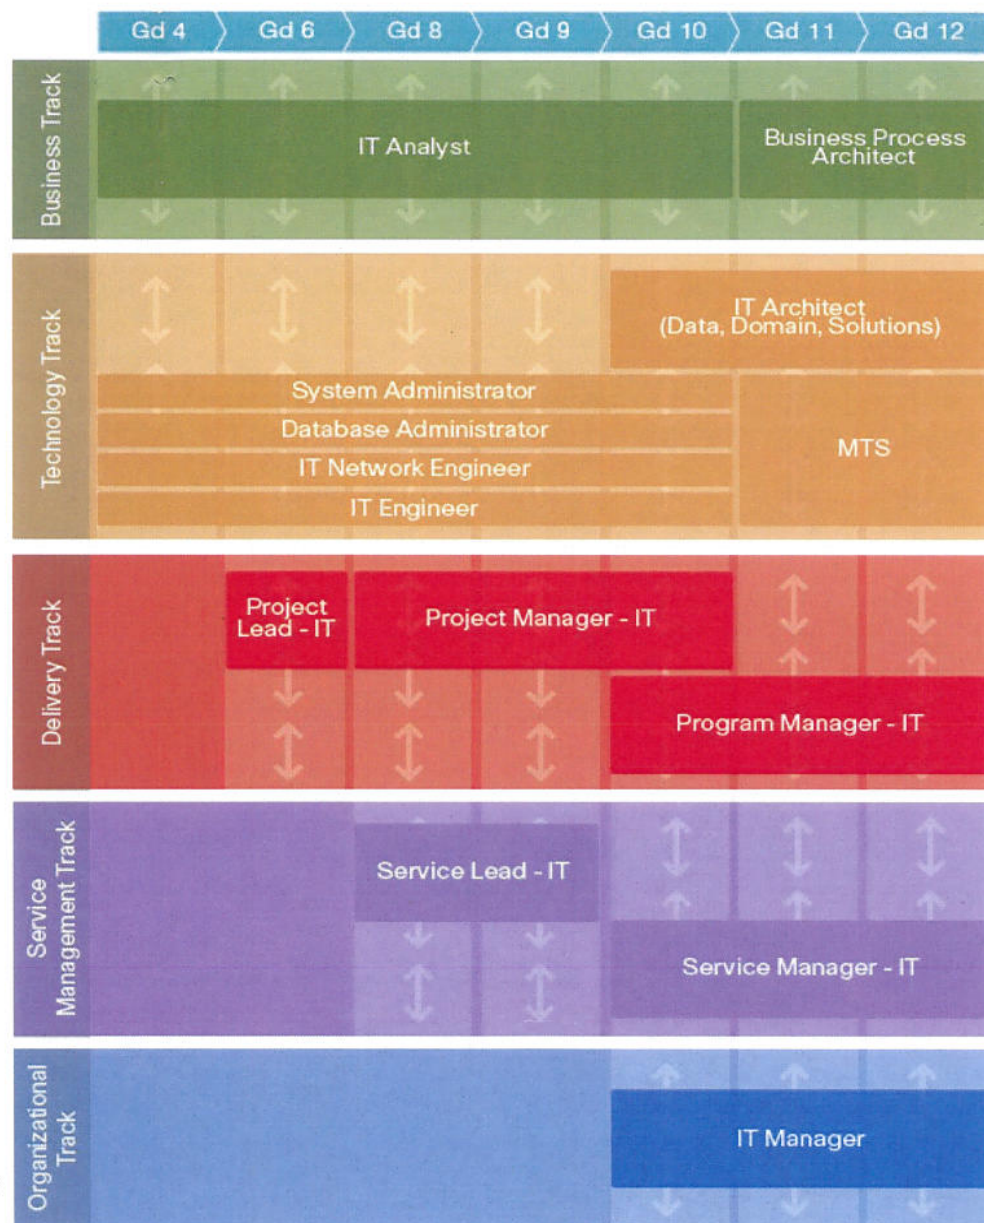 Gd 4 Gd 6 Gd 8 Gd 9 Gd 10 Gd 11 Gd 12
Business Track
IT Analyst
Business Process
Architect
Technology Track
IT Architect
(Data, Domain, Solutions)
System Administrator
Database Administrator
IT Network Engineer
IT Engineer
MTS
Delivery Track
Project
Lead - IT
Project Manager - IT
Program Manager - IT
Service
Management Track
Service Lead - IT
Service Manager - IT
Organizational
Track
IT Manager